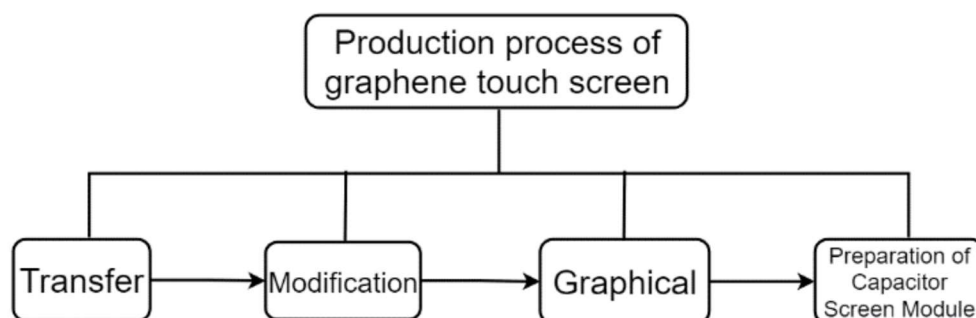 Production process of
graphene touch screen
Transfer
Modification
Graphical
Preparation of
Capacitor
Screen Module